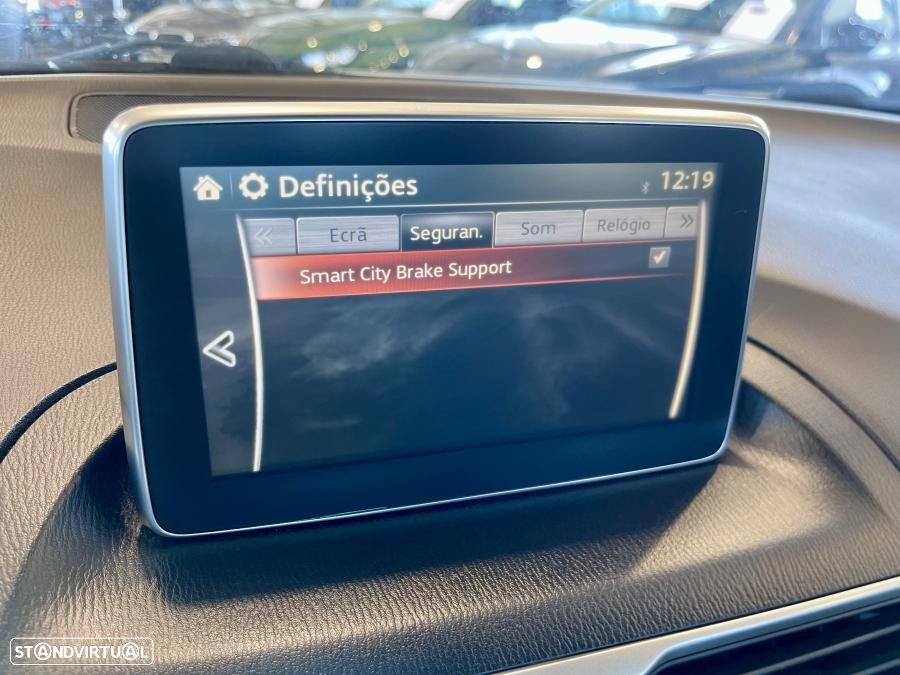 Definições 12:19
Ecrã Seguran. Som Relógio
Smart City Brake Support
STANDVIRTUAL